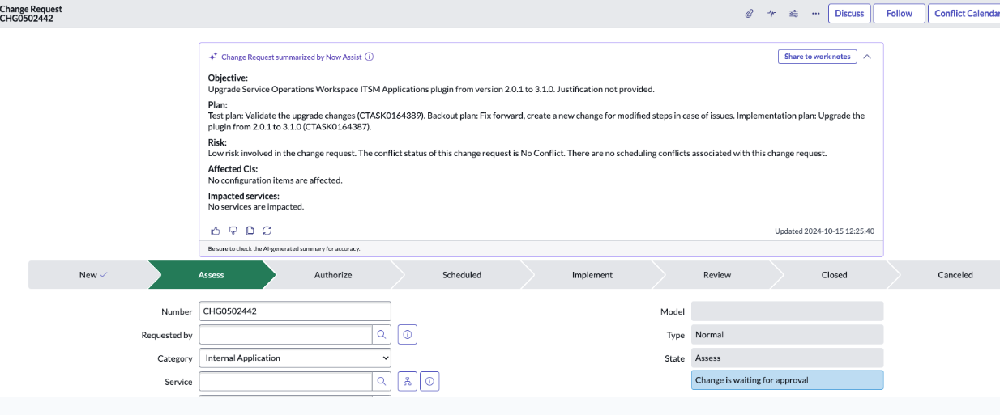 Change Request
CHG0502442
Discuss
Follow
Conflict Calendar
Change Request summarized by Now Assist
Share to work notes
Objective:
Upgrade Service Operations Workspace ITSM Applications plugin from version 2.0.1 to 3.1.0. Justification not provided.
Plan:
Test plan: Validate the upgrade changes (CTASK0164389). Backout plan: Fix forward, create a new change for modified steps in case of issues. Implementation plan: Upgrade the
plugin from 2.0.1 to 3.1.0 (CTASK0164387).
Risk:
Low risk involved in the change request. The conflict status of this change request is No Conflict. There are no scheduling conflicts associated with this change request.
Affected CIs:
No configuration items are affected.
Impacted services:
No services are impacted.
Updated 2024-10-15 12:25:40
Be sure to check the AI-generated summary for accuracy.
New
Assess
Authorize
Scheduled
Implement
Review
Closed
Canceled
Number
CHG0502442
Model
Requested by
Type
Normal
Category
Internal Application
State
Assess
Service
Change is waiting for approval